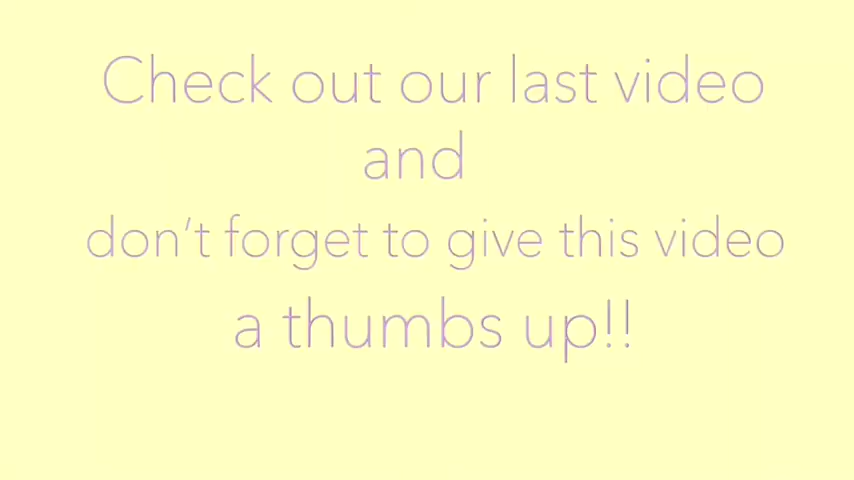 Check out our last video
and
don’t forget to give this video
a thumbs up!!